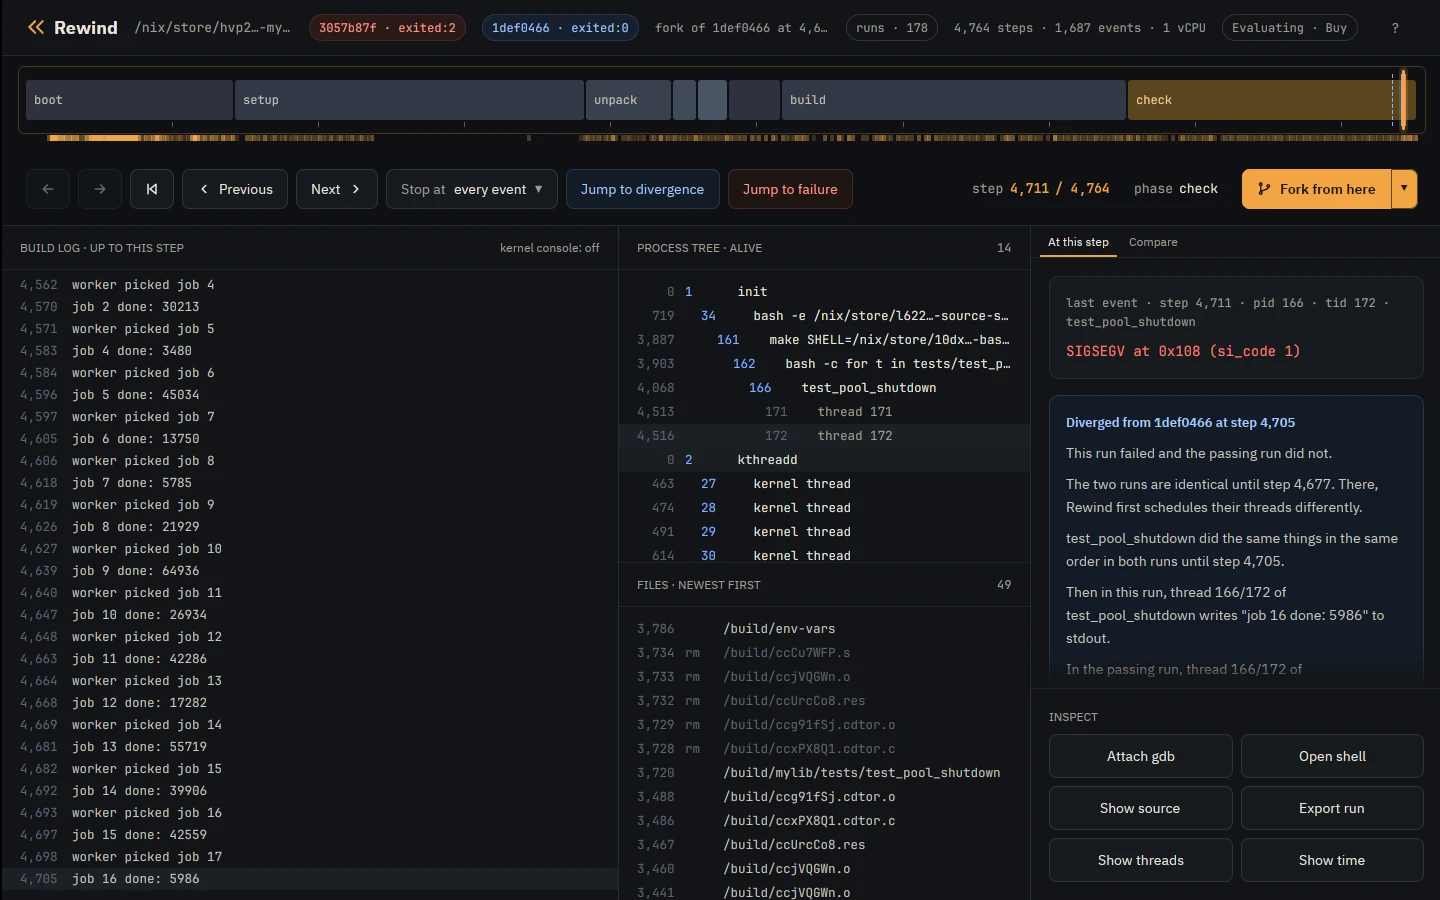 Rewind /nix/store/hvp2…-my… 3057b87f · exited:2 1def0466 · exited:0 fork of 1def0466 at 4,6… runs · 178 4,764 steps · 1,687 events · 1 vCPU Evaluating · Buy ?
boot setup unpack build check
Previous Next Stop at every event Jump to divergence Jump to failure step 4,711 / 4,764 phase check Fork from here
BUILD LOG · UP TO THIS STEP kernel console: off
4,562 worker picked job 4
4,570 job 2 done: 30213
4,571 worker picked job 5
4,583 job 4 done: 3480
4,584 worker picked job 6
4,596 job 5 done: 45034
4,597 worker picked job 7
4,605 job 6 done: 13750
4,606 worker picked job 8
4,618 job 7 done: 5785
4,619 worker picked job 9
4,626 job 8 done: 21929
4,627 worker picked job 10
4,639 job 9 done: 64936
4,640 worker picked job 11
4,647 job 10 done: 26934
4,648 worker picked job 12
4,663 job 11 done: 42286
4,664 worker picked job 13
4,668 job 12 done: 17282
4,669 worker picked job 14
4,681 job 13 done: 55719
4,682 worker picked job 15
4,692 job 14 done: 39906
4,693 worker picked job 16
4,697 job 15 done: 42559
4,698 worker picked job 17
4,705 job 16 done: 5986
PROCESS TREE · ALIVE 14
0 1 init
719 34 bash -e /nix/store/l622…-source-s…
3,887 161 make SHELL=/nix/store/10dx…-bas…
3,903 162 bash -c for t in tests/test_p…
4,068 166 test_pool_shutdown
4,513 171 thread 171
4,516 172 thread 172
0 2 kthreadd
463 27 kernel thread
474 28 kernel thread
491 29 kernel thread
614 30 kernel thread
FILES · NEWEST FIRST 49
3,786 /build/env-vars
3,734 rm /build/ccCu7WFP.s
3,733 rm /build/ccjVQGWn.o
3,732 rm /build/ccUrcCo8.res
3,729 rm /build/ccg91fSj.cdtor.o
3,728 rm /build/ccxPX8Q1.cdtor.c
3,720 /build/mylib/tests/test_pool_shutdown
3,488 /build/ccg91fSj.cdtor.o
3,486 /build/ccxPX8Q1.cdtor.c
3,467 /build/ccUrcCo8.res
3,460 /build/ccjVQGWn.o
3,441 /build/ccjVQGWn.o
At this step Compare
last event · step 4,711 · pid 166 · tid 172 ·
test_pool_shutdown
SIGSEGV at 0x108 (si_code 1)
Diverged from 1def0466 at step 4,705
This run failed and the passing run did not.
The two runs are identical until step 4,677. There,
Rewind first schedules their threads differently.
test_pool_shutdown did the same things in the same
order in both runs until step 4,705.
Then in this run, thread 166/172 of
test_pool_shutdown writes "job 16 done: 5986" to
stdout.
In the passing run, thread 166/172 of
INSPECT
Attach gdb Open shell
Show source Export run
Show threads Show time